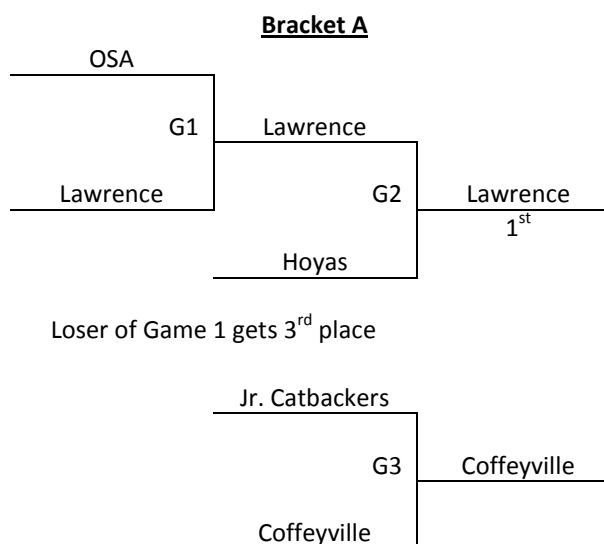 Bracket A
OSA
G1 Lawrence
Lawrence G2 Lawrence
1st
Hoyas
Loser of Game 1 gets 3rd place
Jr. Catbackers
G3 Coffeyville
Coffeyville